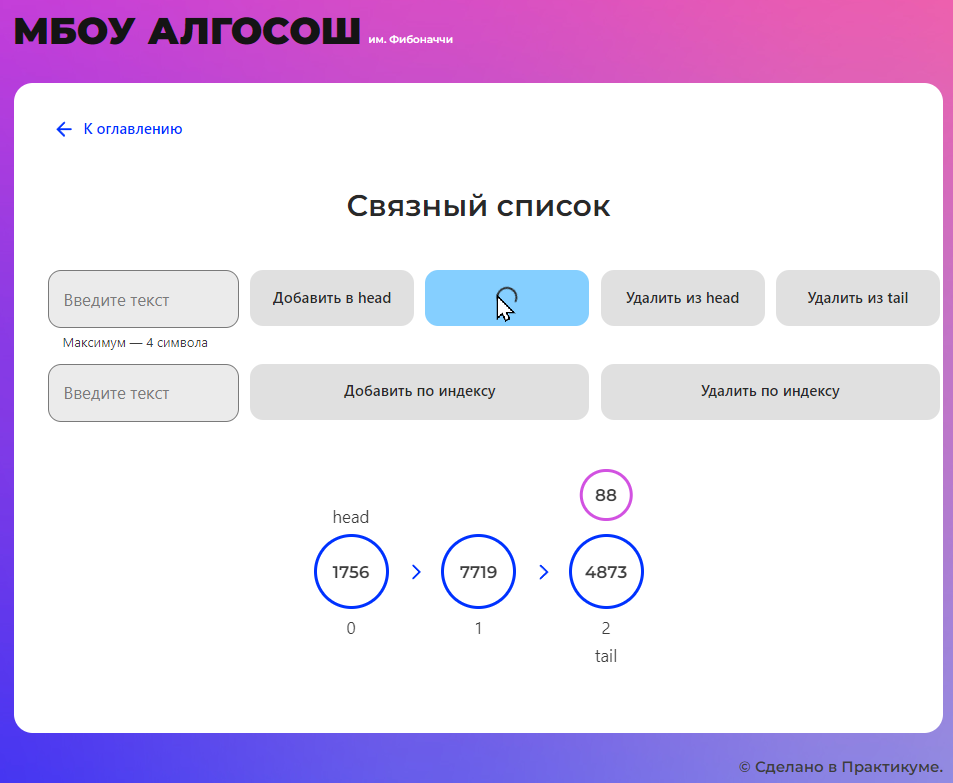 МБОУ АЛГОСОШ им. Фибоначчи
К оглавлению
Связный список
Введите текст
Добавить в head
Удалить из head
Удалить из tail
Максимум — 4 символа
Введите текст
Добавить по индексу
Удалить по индексу
88
head
1756 > 7719 > 4873
0 1 2
tail
© Сделано в Практикуме.